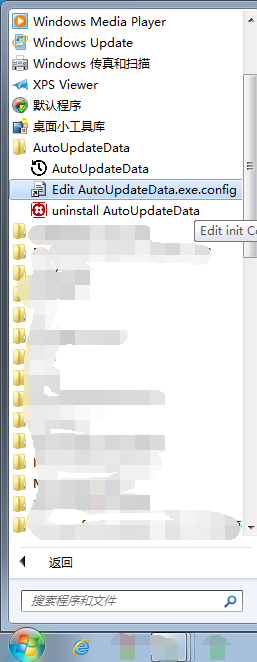 Windows Media Player
Windows Update
Windows 传真和扫描
XPS Viewer
默认程序
桌面小工具库
AutoUpdateData
AutoUpdateData
Edit AutoUpdateData.exe.config
uninstall AutoUpdateData
Edit init C
返回
搜索程序和文件